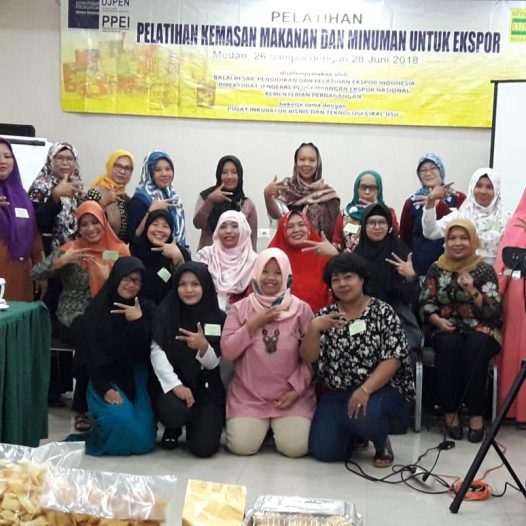 DJPEN
PPEI
PELATIHAN
PELATIHAN KEMASAN MAKANAN DAN MINUMAN UNTUK EKSPOR
Medan, 26 sampai dengan 28 Juni 2018
diselenggarakan oleh
BALAI BESAR PENDIDIKAN DAN PELATIHAN EKSPOR INDONESIA
DIREKTORAT JENDERAL PENGEMBANGAN EKSPOR NASIONAL
KEMENTERIAN PERDAGANGAN
bekerja sama dengan
PUSAT INKUBATOR BISNIS DAN TEKNOLOGI CIKAL USU